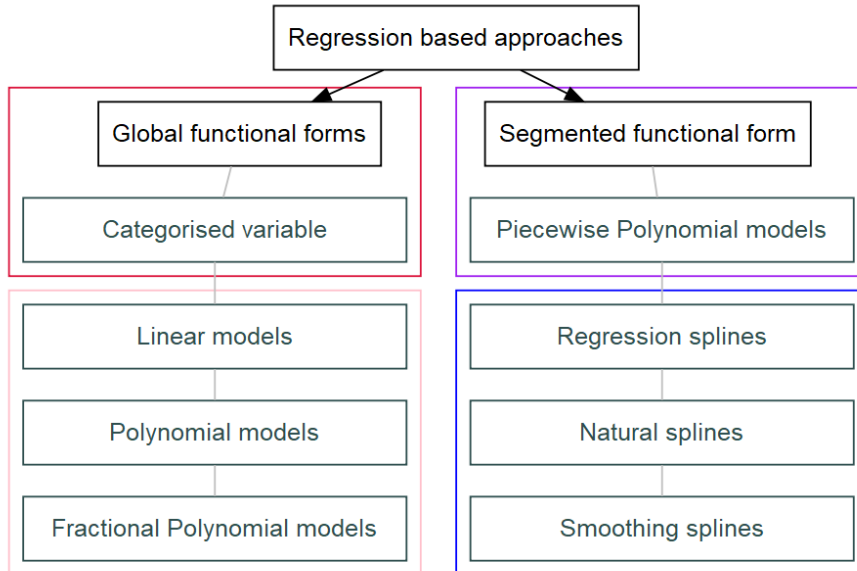 Regression based approaches
Global functional forms
Segmented functional form
Categorised variable
Piecewise Polynomial models
Linear models
Regression splines
Polynomial models
Natural splines
Fractional Polynomial models
Smoothing splines